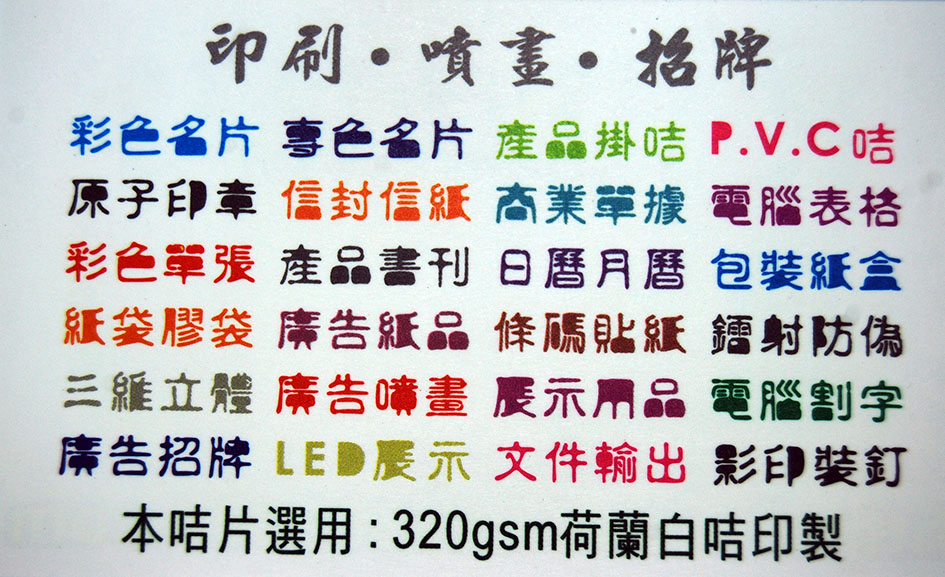 印刷・噴畫・招牌
彩色名片 專色名片 產品掛咭 P.V.C咭
原子印章 信封信紙 商業單據 電腦表格
彩色單張 產品書刊 日曆月曆 包裝紙盒
紙袋膠袋 廣告紙品 條碼貼紙 鐳射防偽
三維立體 廣告噴畫 展示用品 電腦割字
廣告招牌 LED展示 文件輸出 影印裝釘
本咭片選用：320gsm荷蘭白咭印製